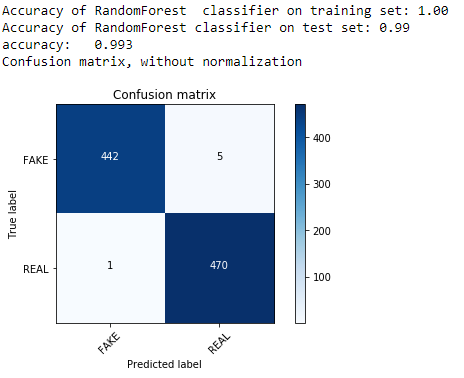 Accuracy of RandomForest  classifier on training set: 1.00
Accuracy of RandomForest classifier on test set: 0.99
accuracy:   0.993
Confusion matrix, without normalization
Confusion matrix
FAKE 442 5
REAL 1 470
True label
FAKE REAL
Predicted label
400
300
200
100